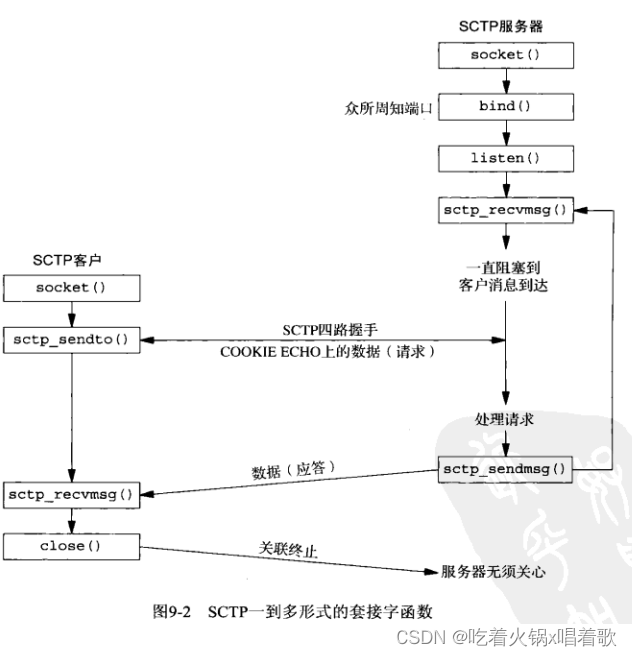 SCTP服务器
socket()
众所周知端口
bind()
listen()
sctp_recvmsg()
一直阻塞到
客户消息到达
SCTP客户
socket()
sctp_sendto()
SCTP四路握手
COOKIE ECHO上的数据（请求）
处理请求
sctp_sendmsg()
数据（应答）
sctp_recvmsg()
close()
关联终止
服务器无须关心
图9-2 SCTP一到多形式的套接字函数
CSDN @吃着火锅x唱着歌